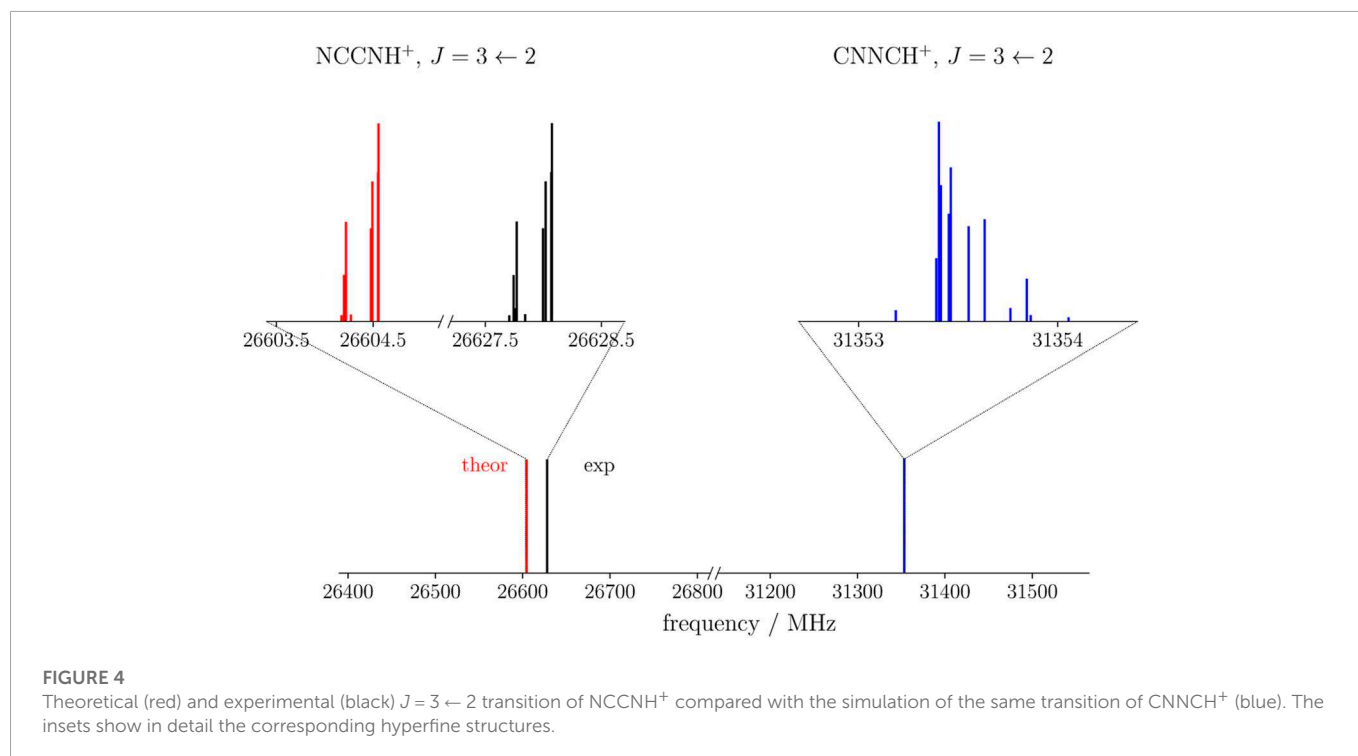 NCCNH⁺, J = 3 ← 2
CNNCH⁺, J = 3 ← 2
26603.5 26604.5 26627.5 26628.5
31353 31354
theor exp
26400 26500 26600 26700 26800 31200 31300 31400 31500
frequency / MHz
FIGURE 4
Theoretical (red) and experimental (black) J = 3 ← 2 transition of NCCNH⁺ compared with the simulation of the same transition of CNNCH⁺ (blue). The
insets show in detail the corresponding hyperfine structures.